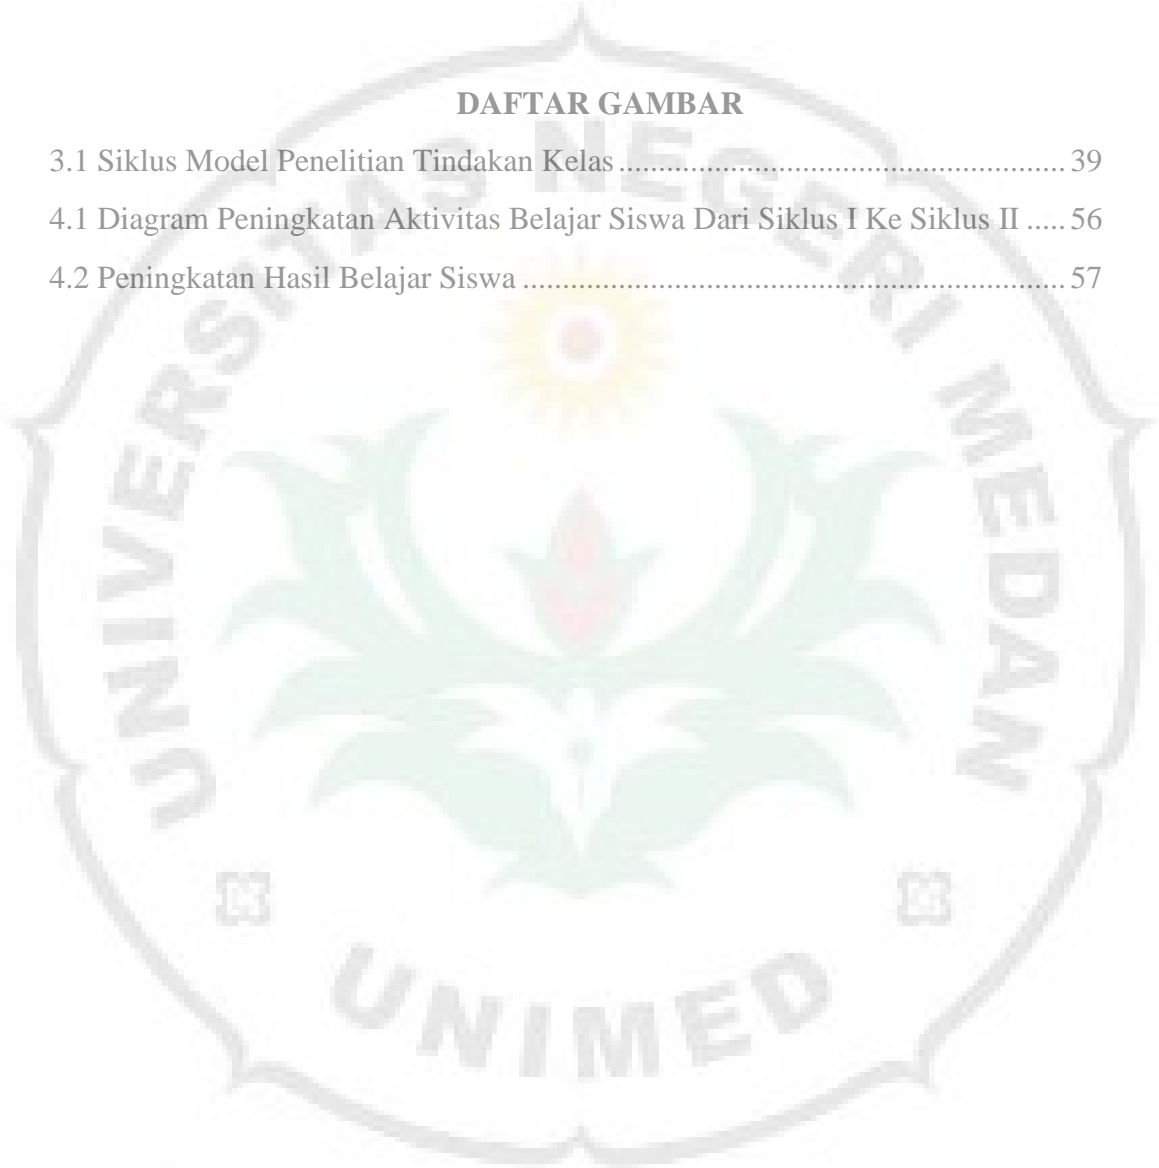 DAFTAR GAMBAR
3.1 Siklus Model Penelitian Tindakan Kelas ......................................................... 39
4.1 Diagram Peningkatan Aktivitas Belajar Siswa Dari Siklus I Ke Siklus II ..... 56
4.2 Peningkatan Hasil Belajar Siswa ..................................................................... 57
UNIVERSITAS NEGERI MEDAN
UNIMED